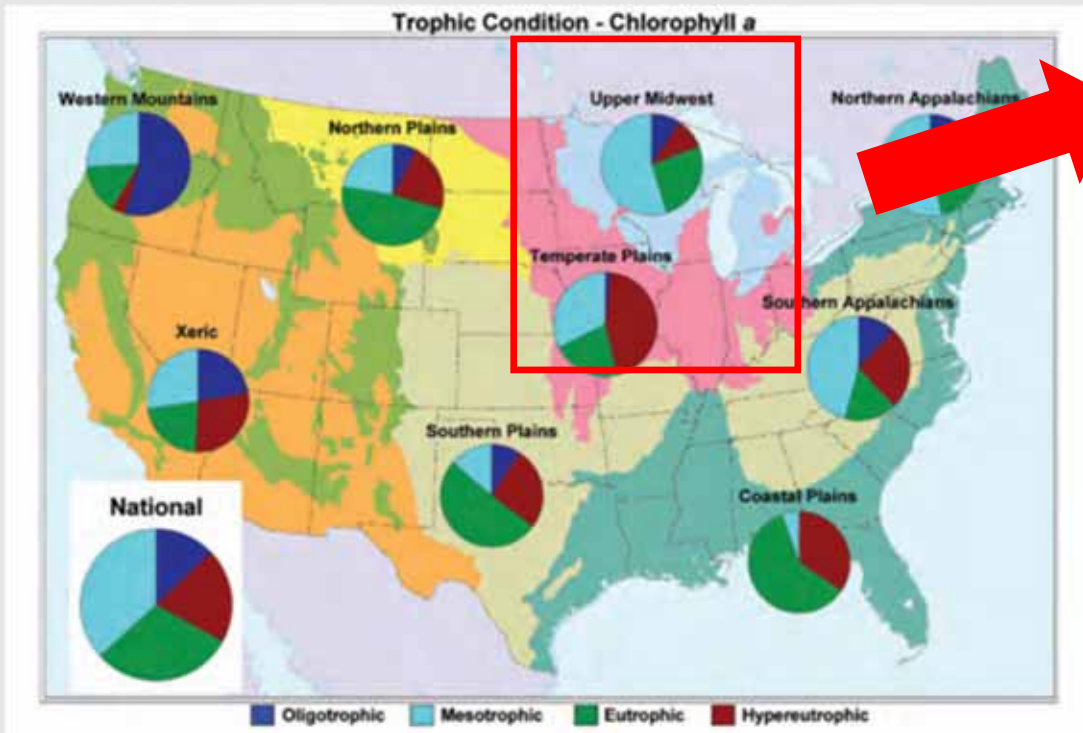 Trophic Condition - Chlorophyll a
Western Mountains
Upper Midwest
Northern Appalachians
Northern Plains
Temperate Plains
Southern Appalachians
Xeric
Southern Plains
Coastal Plains
National
Oligotrophic
Mesotrophic
Eutrophic
Hypereutrophic